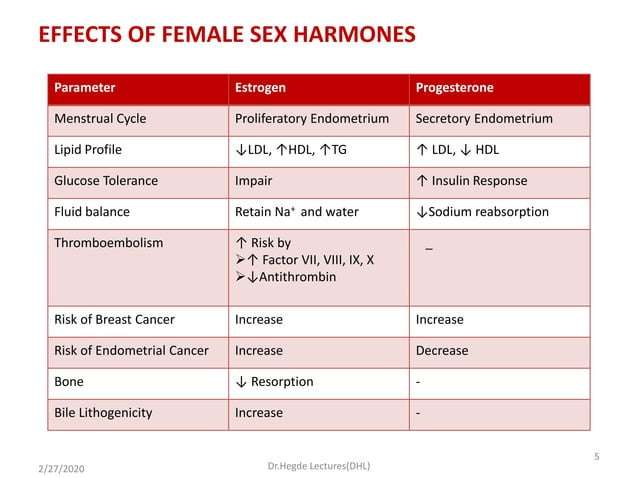 EFFECTS OF FEMALE SEX HARMONES
Parameter Estrogen Progesterone
Menstrual Cycle Proliferatory Endometrium Secretory Endometrium
Lipid Profile ↓LDL, ↑HDL, ↑TG ↑ LDL, ↓ HDL
Glucose Tolerance Impair ↑ Insulin Response
Fluid balance Retain Na⁺ and water ↓Sodium reabsorption
Thromboembolism ↑ Risk by _
➢↑ Factor VII, VIII, IX, X
➢↓Antithrombin
Risk of Breast Cancer Increase Increase
Risk of Endometrial Cancer Increase Decrease
Bone ↓ Resorption -
Bile Lithogenicity Increase -
2/27/2020 Dr.Hegde Lectures(DHL) 5